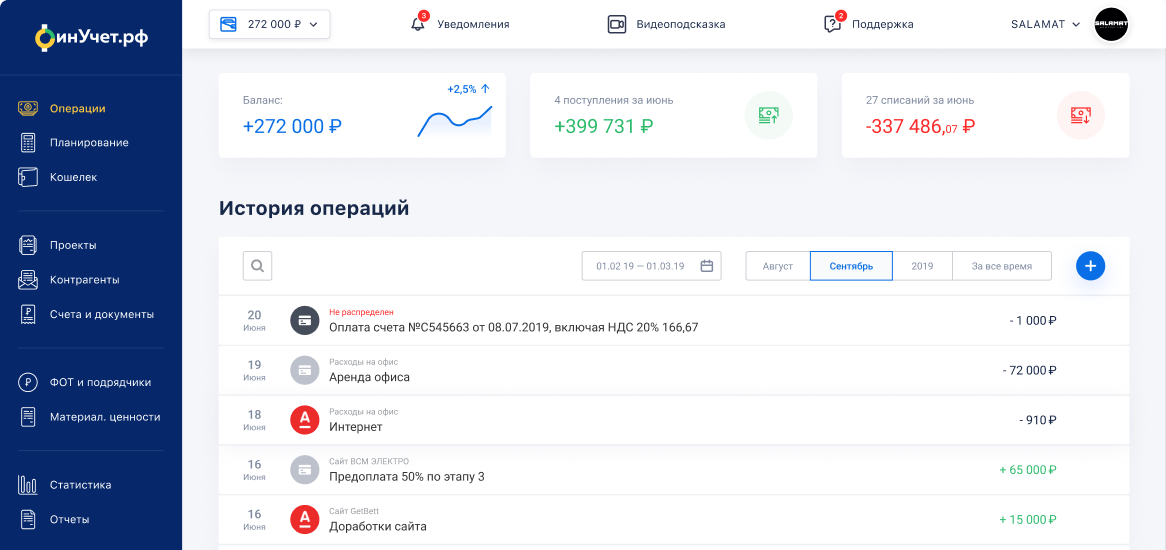 финУчет.рф
272 000 ₽
3
Уведомления
Видеоподсказка
2
Поддержка
SALAMAT
SALAMAT
Операции
Планирование
Кошелек
Проекты
Контрагенты
Счета и документы
ФОТ и подрядчики
Материал. ценности
Статистика
Отчеты
Баланс:
+272 000 ₽
+2,5%
4 поступления за июнь
+399 731 ₽
27 списаний за июнь
-337 486,07 ₽
История операций
01.02 19 — 01.03.19
Август
Сентябрь
2019
За все время
20
Июня
Не распределен
Оплата счета №С545663 от 08.07.2019, включая НДС 20% 166,67
- 1 000 ₽
19
Июня
Расходы на офис
Аренда офиса
- 72 000 ₽
18
Июня
Расходы на офис
Интернет
- 910 ₽
16
Июня
Сайт ВСМ ЭЛЕКТРО
Предоплата 50% по этапу 3
+ 65 000 ₽
16
Июня
Сайт GetBett
Доработки сайта
+ 15 000 ₽